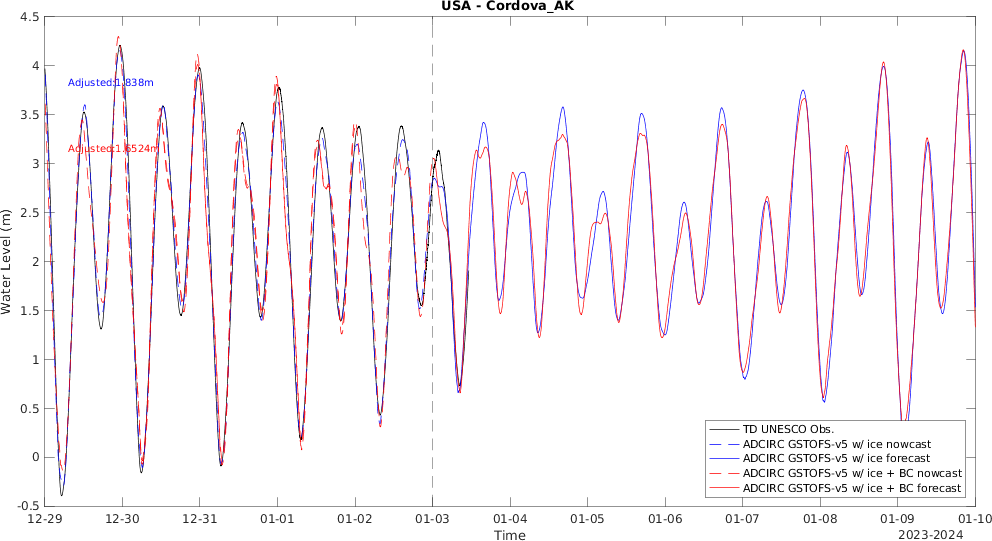 USA - Cordova_AK
4.5
4
3.5
3
2.5
2
1.5
1
0.5
0
-0.5
Water Level (m)
Adjusted:1.838m
Adjusted:1.6524m
TD UNESCO Obs.
ADCIRC GSTOFS-v5 w/ ice nowcast
ADCIRC GSTOFS-v5 w/ ice forecast
ADCIRC GSTOFS-v5 w/ ice + BC nowcast
ADCIRC GSTOFS-v5 w/ ice + BC forecast
12-29 12-30 12-31 01-01 01-02 01-03 01-04 01-05 01-06 01-07 01-08 01-09 01-10
Time
2023-2024